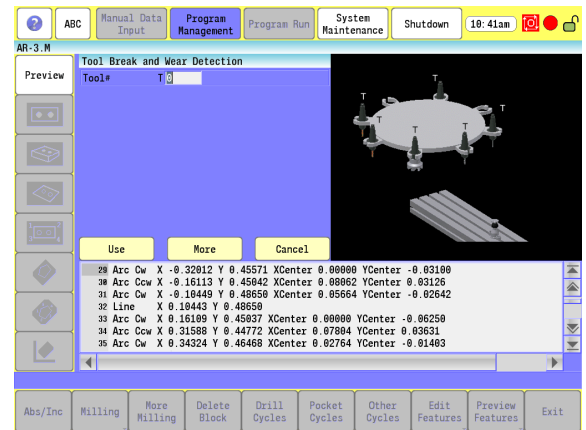 ?
ABC
Manual Data Input
Program Management
Program Run
System Maintenance
Shutdown
10:41am
AR-3.M
Preview
Tool Break and Wear Detection
Tool# T 0
T
T
T
T
T
Use
More
Cancel
29 Arc Cw X -0.32012 Y 0.45571 XCenter 0.00000 YCenter -0.03100
30 Arc Ccw X -0.16113 Y 0.45042 XCenter 0.08062 YCenter 0.03126
31 Arc Cw X -0.10449 Y 0.48650 XCenter 0.05664 YCenter -0.02642
32 Line X 0.10443 Y 0.48650
33 Arc Cw X 0.16109 Y 0.45037 XCenter 0.00000 YCenter -0.06250
34 Arc Ccw X 0.31588 Y 0.44772 XCenter 0.07804 YCenter 0.03631
35 Arc Cw X 0.34324 Y 0.46468 XCenter 0.02764 YCenter -0.01403
Abs/Inc
Milling
More Milling
Delete Block
Drill Cycles
Pocket Cycles
Other Cycles
Edit Features
Preview Features
Exit